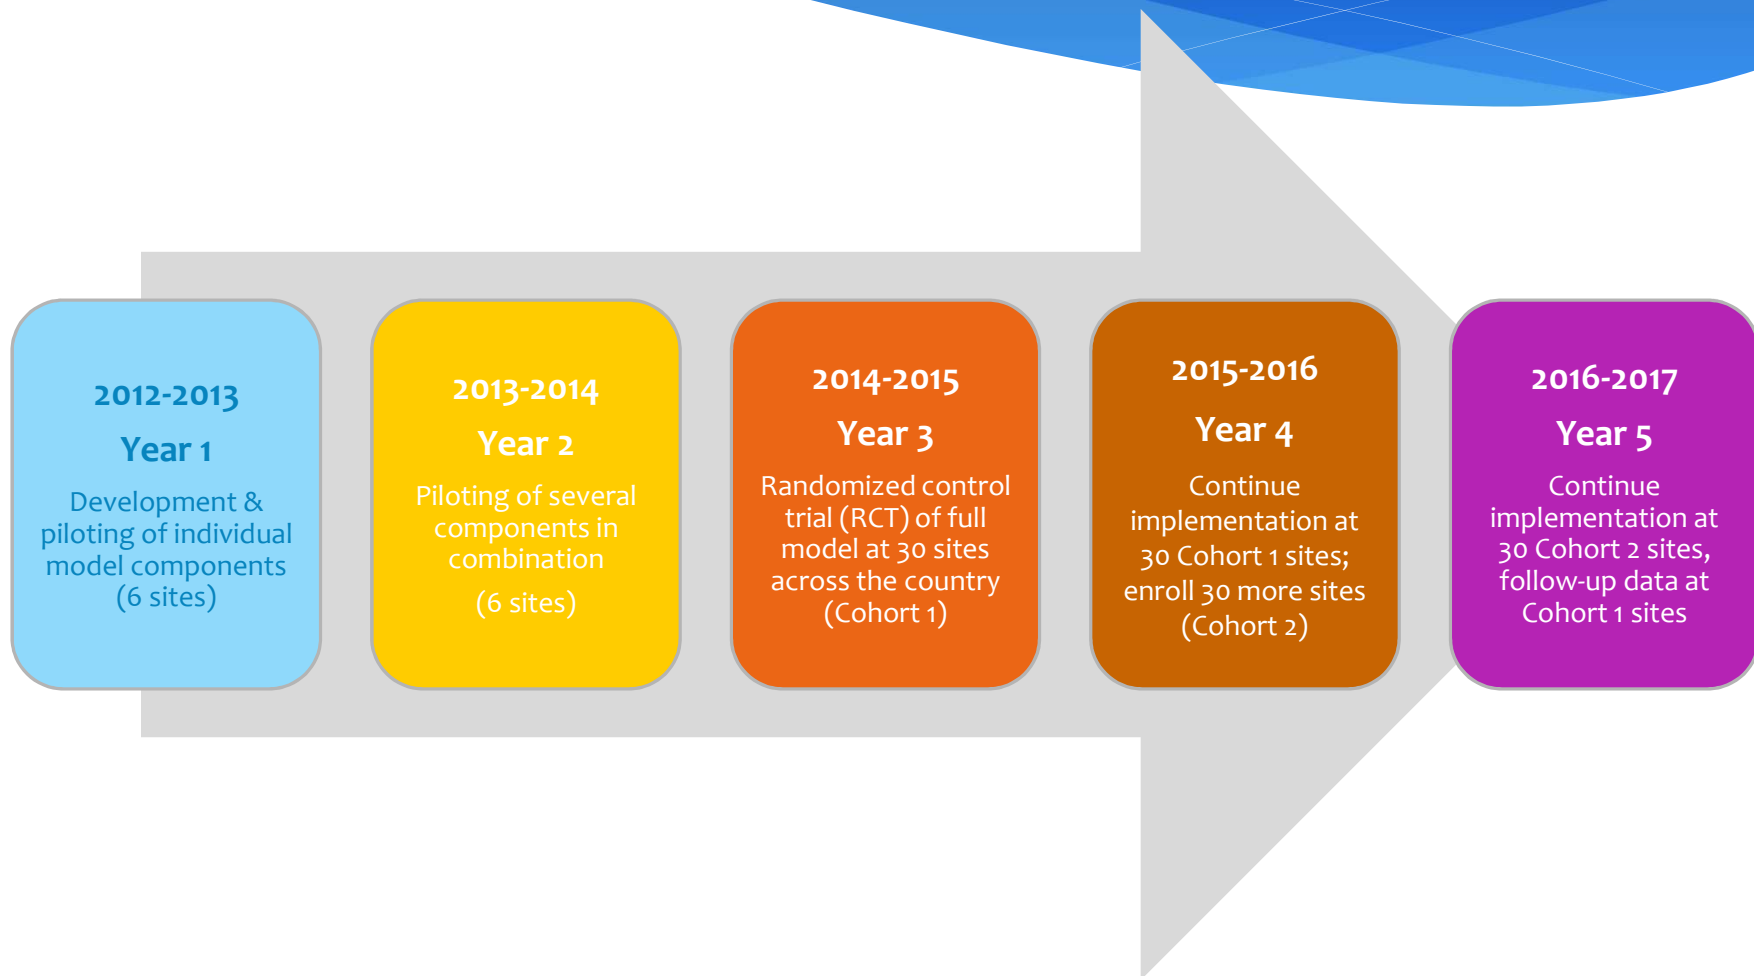 2012-2013
Year 1
Development &
piloting of individual
model components
(6 sites)
2013-2014
Year 2
Piloting of several
components in
combination
(6 sites)
2014-2015
Year 3
Randomized control
trial (RCT) of full
model at 30 sites
across the country
(Cohort 1)
2015-2016
Year 4
Continue
implementation at
30 Cohort 1 sites;
enroll 30 more sites
(Cohort 2)
2016-2017
Year 5
Continue
implementation at
30 Cohort 2 sites,
follow-up data at
Cohort 1 sites